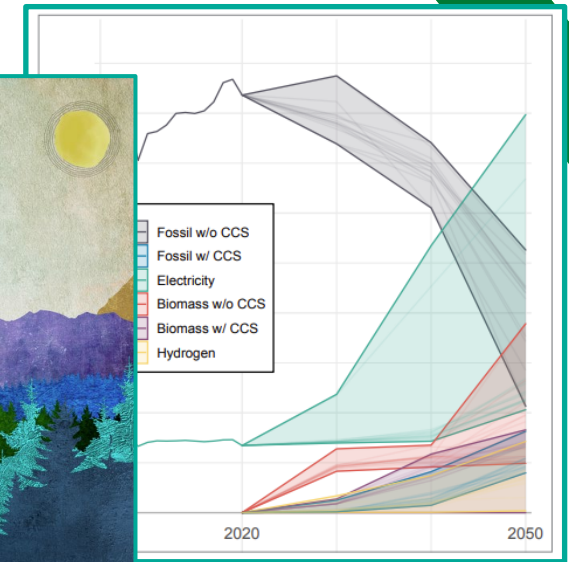 Fossil w/o CCS
Fossil w/ CCS
Electricity
Biomass w/o CCS
Biomass w/ CCS
Hydrogen
2020
2050